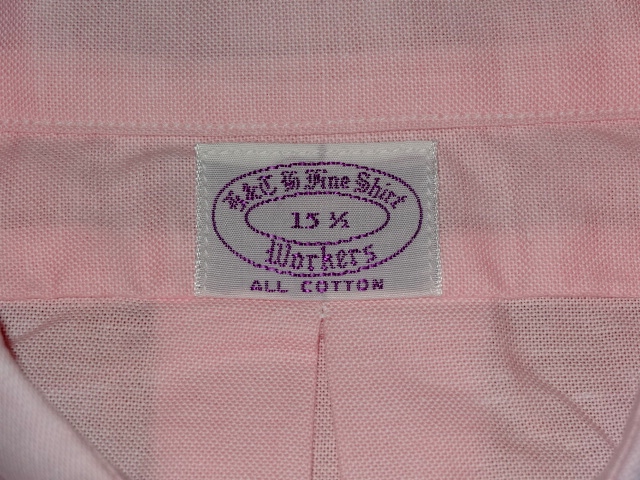 K&T H Fine Shirt
15 ½
Workers
ALL COTTON